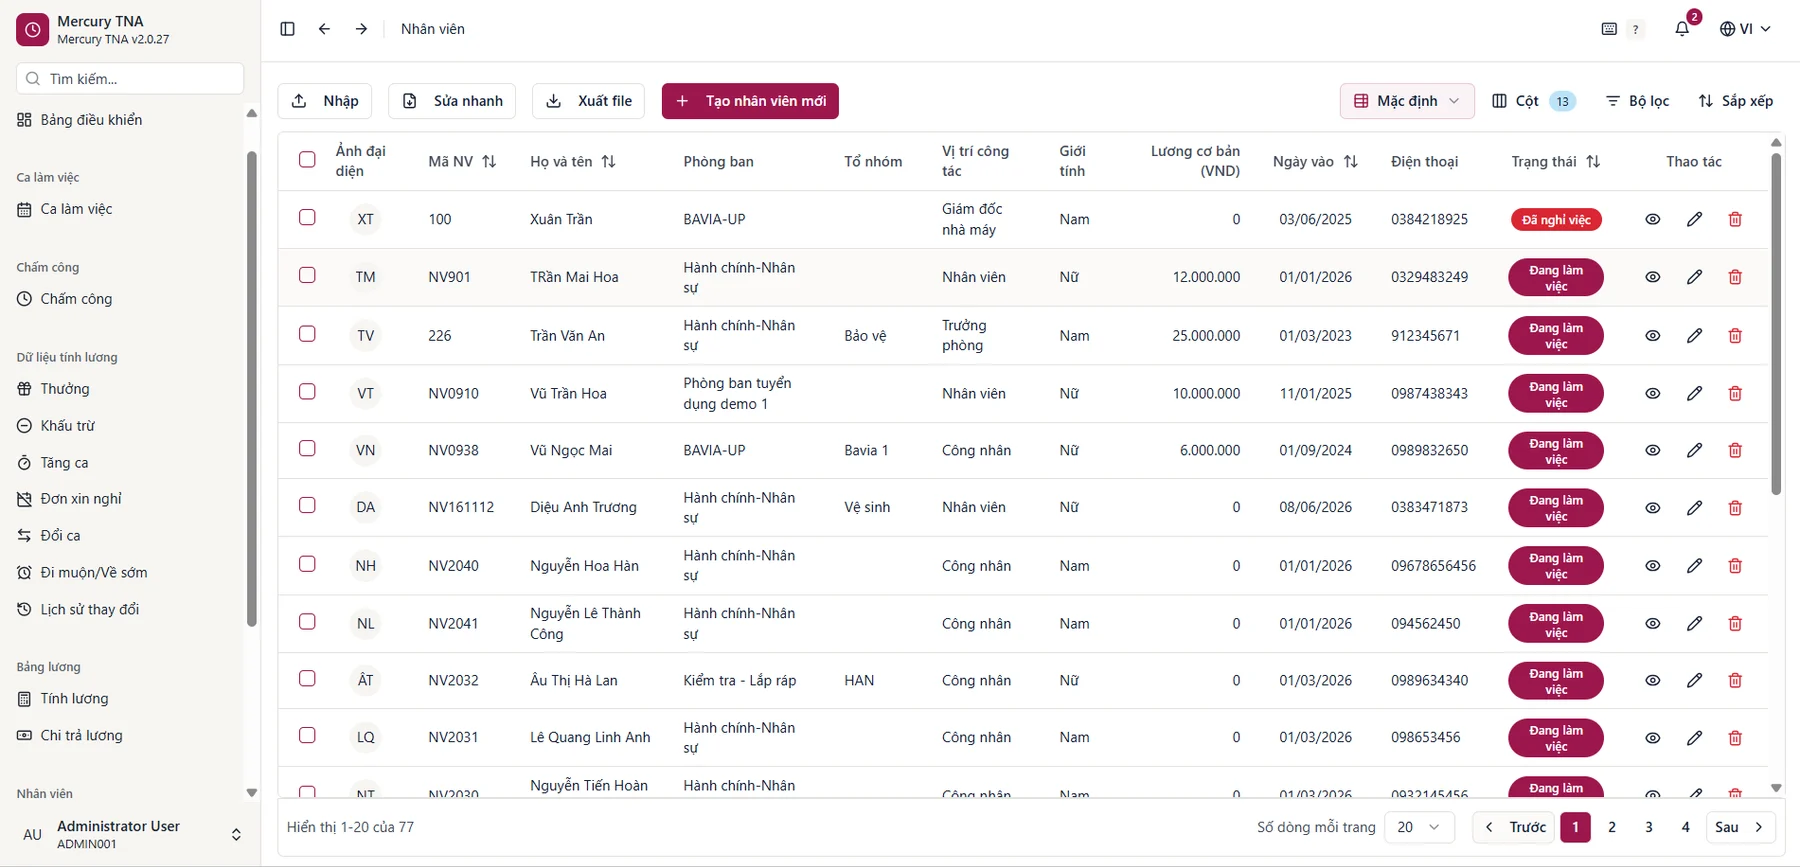 Mercury TNA
Mercury TNA v2.0.27
Tìm kiếm...
Bảng điều khiển
Ca làm việc
Ca làm việc
Chấm công
Chấm công
Dữ liệu tính lương
Thưởng
Khấu trừ
Tăng ca
Đơn xin nghỉ
Đổi ca
Đi muộn/Về sớm
Lịch sử thay đổi
Bảng lương
Tính lương
Chi trả lương
Nhân viên
AU
Administrator User
ADMIN001
Nhân viên
?
2
VI
Nhập
Sửa nhanh
Xuất file
Tạo nhân viên mới
Mặc định
Cột 13
Bộ lọc
Sắp xếp
Ảnh đại
diện
Mã NV
Họ và tên
Phòng ban
Tổ nhóm
Vị trí công
tác
Giới
tính
Lương cơ bản
(VND)
Ngày vào
Điện thoại
Trạng thái
Thao tác
XT
100
Xuân Trần
BAVIA-UP
Giám đốc
nhà máy
Nam
0
03/06/2025
0384218925
Đã nghỉ việc
TM
NV901
TRần Mai Hoa
Hành chính-Nhân
sự
Nhân viên
Nữ
12.000.000
01/01/2026
0329483249
Đang làm
việc
TV
226
Trần Văn An
Hành chính-Nhân
sự
Bảo vệ
Trưởng
phòng
Nam
25.000.000
01/03/2023
912345671
Đang làm
việc
VT
NV0910
Vũ Trần Hoa
Phòng ban tuyển
dụng demo 1
Nhân viên
Nữ
10.000.000
11/01/2025
0987438343
Đang làm
việc
VN
NV0938
Vũ Ngọc Mai
BAVIA-UP
Bavia 1
Công nhân
Nữ
6.000.000
01/09/2024
0989832650
Đang làm
việc
DA
NV161112
Diệu Anh Trương
Hành chính-Nhân
sự
Vệ sinh
Nhân viên
Nữ
0
08/06/2026
0383471873
Đang làm
việc
NH
NV2040
Nguyễn Hoa Hàn
Hành chính-Nhân
sự
Công nhân
Nam
0
01/01/2026
09678656456
Đang làm
việc
NL
NV2041
Nguyễn Lê Thành
Công
Hành chính-Nhân
sự
Công nhân
Nam
0
01/01/2026
094562450
Đang làm
việc
ÂT
NV2032
Âu Thị Hà Lan
Kiểm tra - Lắp ráp
HAN
Công nhân
Nữ
0
01/03/2026
0989634340
Đang làm
việc
LQ
NV2031
Lê Quang Linh Anh
Hành chính-Nhân
sự
Công nhân
Nam
0
01/03/2026
098653456
Đang làm
việc
NT
NV2030
Nguyễn Tiến Hoàn
Hành chính-Nhân
Công nhân
Nam
0
01/03/2026
0932145456
Đang làm
Hiển thị 1-20 của 77
Số dòng mỗi trang
20
Trước
1
2
3
4
Sau